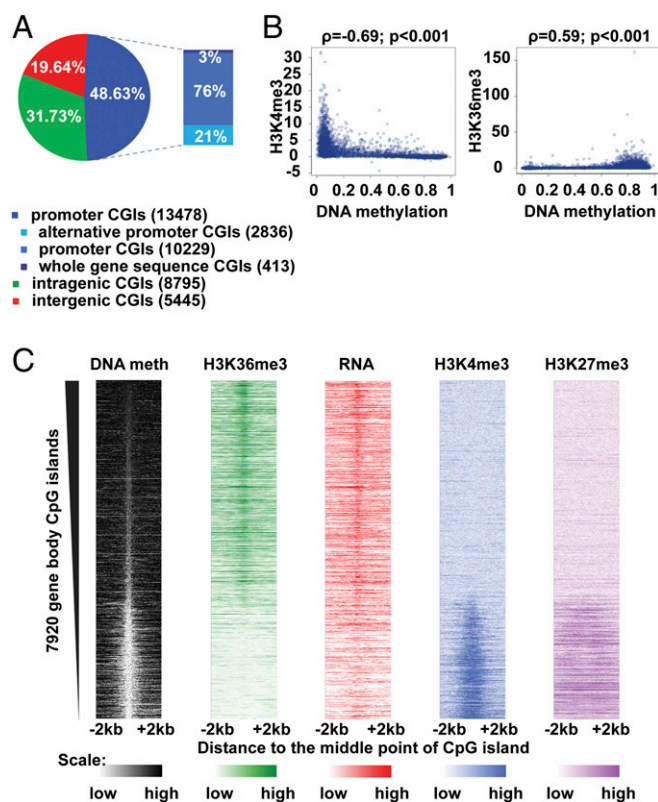 A
19.64%
48.63%
31.73%
3%
76%
21%
promoter CGIs (13478)
alternative promoter CGIs (2836)
promoter CGIs (10229)
whole gene sequence CGIs (413)
intragenic CGIs (8795)
intergenic CGIs (5445)
B
ρ=-0.69; p<0.001
H3K4me3
30
25
20
15
10
5
0
-5
0 0.2 0.4 0.6 0.8 1
DNA methylation
ρ=0.59; p<0.001
H3K36me3
150
100
50
0
0 0.2 0.4 0.6 0.8 1
DNA methylation
C
DNA meth H3K36me3 RNA H3K4me3 H3K27me3
7920 gene body CpG islands
-2kb +2kb -2kb +2kb -2kb +2kb -2kb +2kb -2kb +2kb
Distance to the middle point of CpG island
Scale:
low high low high low high low high low high